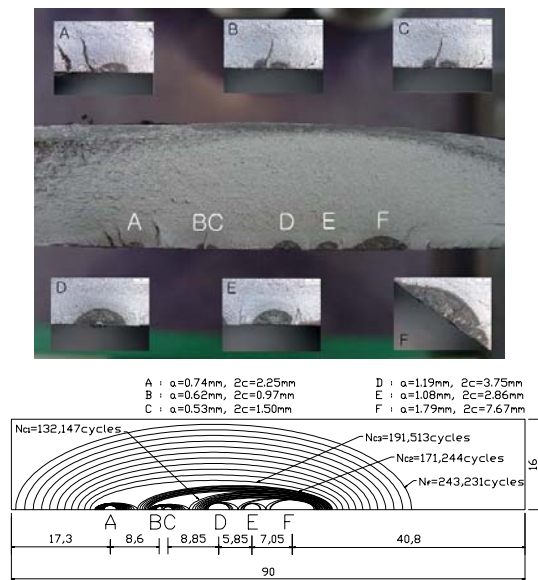 A
B
C
A
BC
D
E
F
D
E
F
A : a=0.74mm, 2c=2.25mm
B : a=0.62mm, 2c=0.97mm
C : a=0.53mm, 2c=1.50mm
D : a=1.19mm, 2c=3.75mm
E : a=1.08mm, 2c=2.86mm
F : a=1.79mm, 2c=7.67mm
Nc1=132,147cycles
Nc3=191,513cycles
Nc2=171,244cycles
NF=243,231cycles
16
A
BC
D
E
F
17,3
8,6
8,85
5,85
7,05
40,8
90